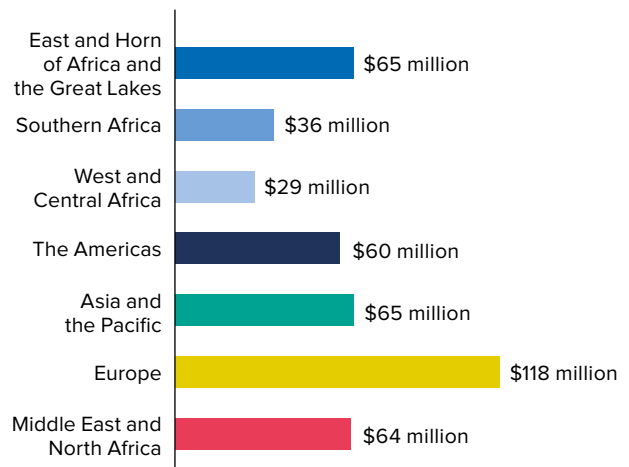 East and Horn
of Africa and
the Great Lakes
$65 million
Southern Africa
$36 million
West and
Central Africa
$29 million
The Americas
$60 million
Asia and
the Pacific
$65 million
Europe
$118 million
Middle East and
North Africa
$64 million